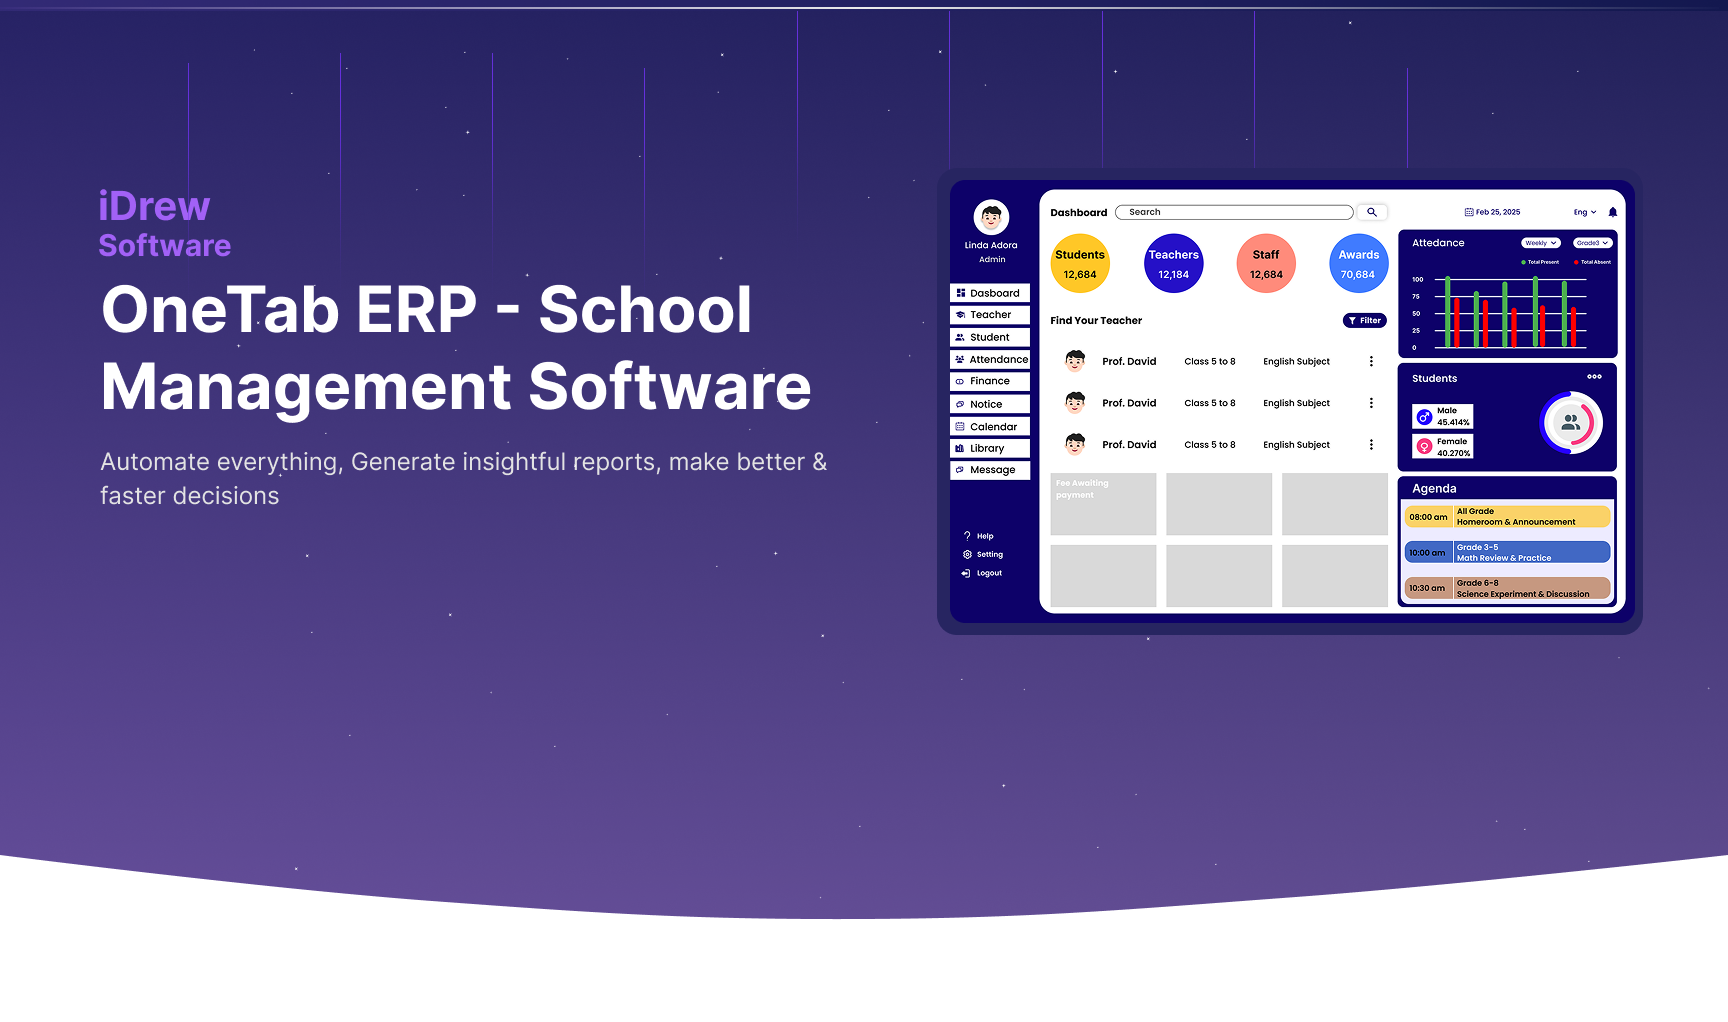 iDrew
Software
OneTab ERP - School
Management Software
Automate everything, Generate insightful reports, make better &
faster decisions
Linda Adora
Admin
Dasboard
Teacher
Student
Attendance
Finance
Notice
Calendar
Library
Message
Help
Setting
Logout
Dashboard
Search
Feb 25, 2025
Eng
Students
12,684
Teachers
12,184
Staff
12,684
Awards
70,684
Find Your Teacher
Filter
Prof. David Class 5 to 8 English Subject
Prof. David Class 5 to 8 English Subject
Prof. David Class 5 to 8 English Subject
Fee Awaiting
payment
Attedance
Weekly
Grade3
Total Present
Total Absent
100
75
50
25
0
Students
Male
45.414%
Female
40.270%
Agenda
08:00 am
All Grade
Homeroom & Announcement
10:00 am
Grade 3-5
Math Review & Practice
10:30 am
Grade 6-8
Science Experiment & Discussion